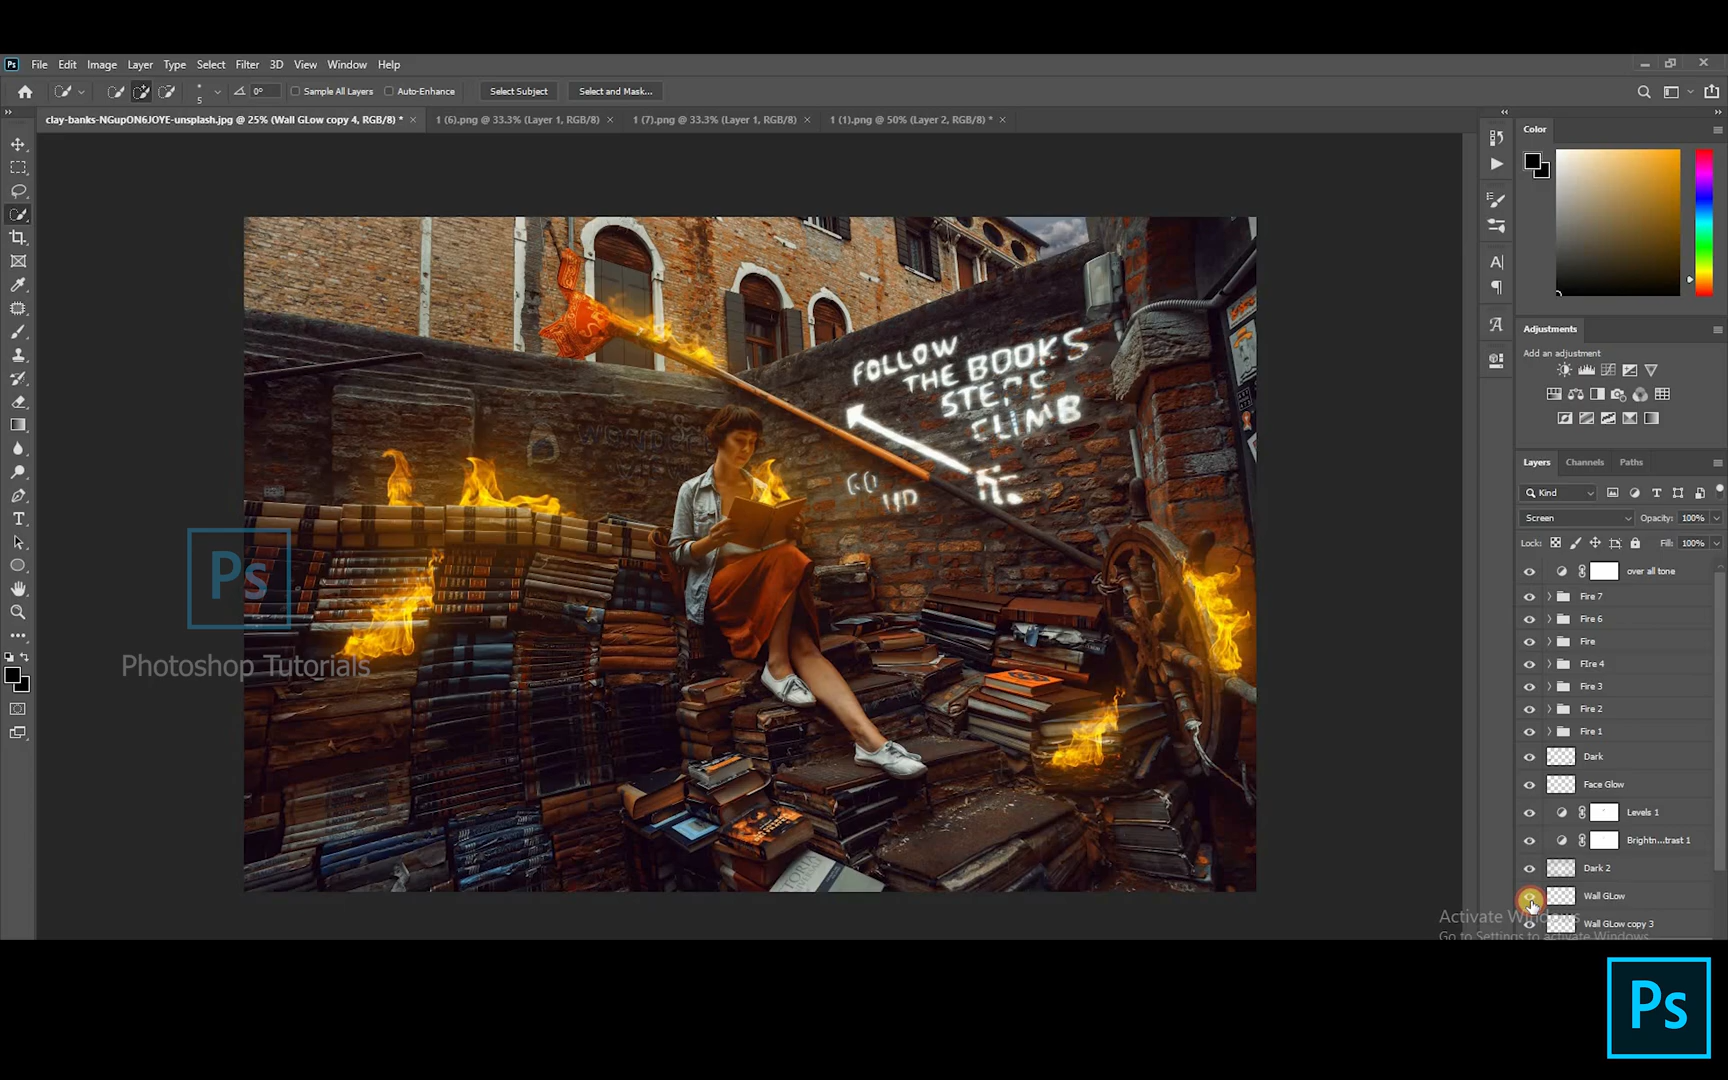 Ps File Edit Image Layer Type Select Filter 3D View Window Help
5 0° Sample All Layers Auto-Enhance Select Subject Select and Mask...
clay-banks-NGupON6JOYE-unsplash.jpg @ 25% (Wall GLow copy 4, RGB/8) * × 1 (6).png @ 33.3% (Layer 1, RGB/8) × 1 (7).png @ 33.3% (Layer 1, RGB/8) × 1 (1).png @ 50% (Layer 2, RGB/8) * ×
Color
Adjustments
Add an adjustment
Layers Channels Paths
Kind
Screen Opacity: 100%
Lock: Fill: 100%
over all tone
Fire 7
Fire 6
Fire
FIre 4
Fire 3
Fire 2
Fire 1
Dark
Face Glow
Levels 1
Brightn...trast 1
Dark 2
Wall GLow
Wall GLow copy 3
FOLLOW
THE BOOKS
STEPS
CLIMB
GO
UP
WONDERFUL
VIEW
Ps
Photoshop Tutorials
Activate Windows
Go to Settings to activate Windows.
Ps